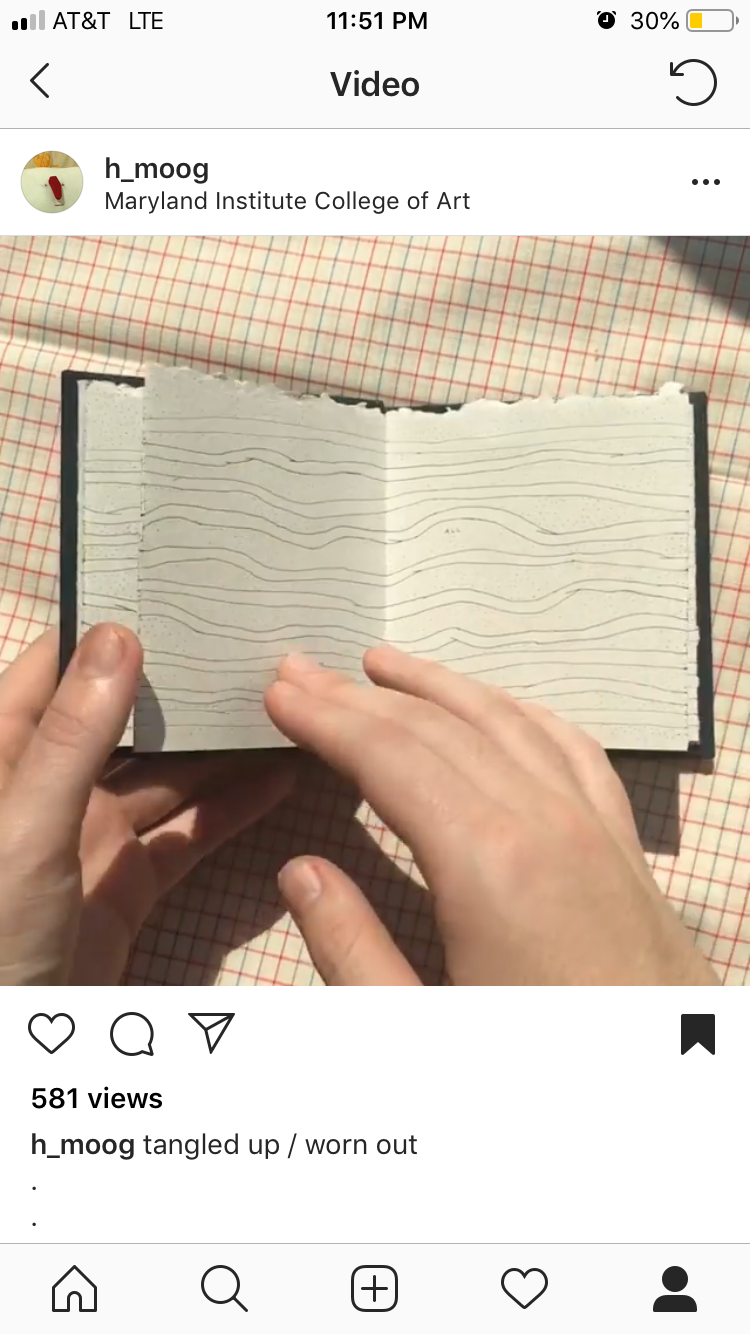 AT&T LTE 11:51 PM 30%
Video
h_moog
Maryland Institute College of Art
581 views
h_moog tangled up / worn out
.
.